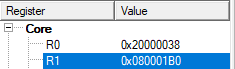 Register Value
Core
R0 0x20000038
R1 0x080001B0